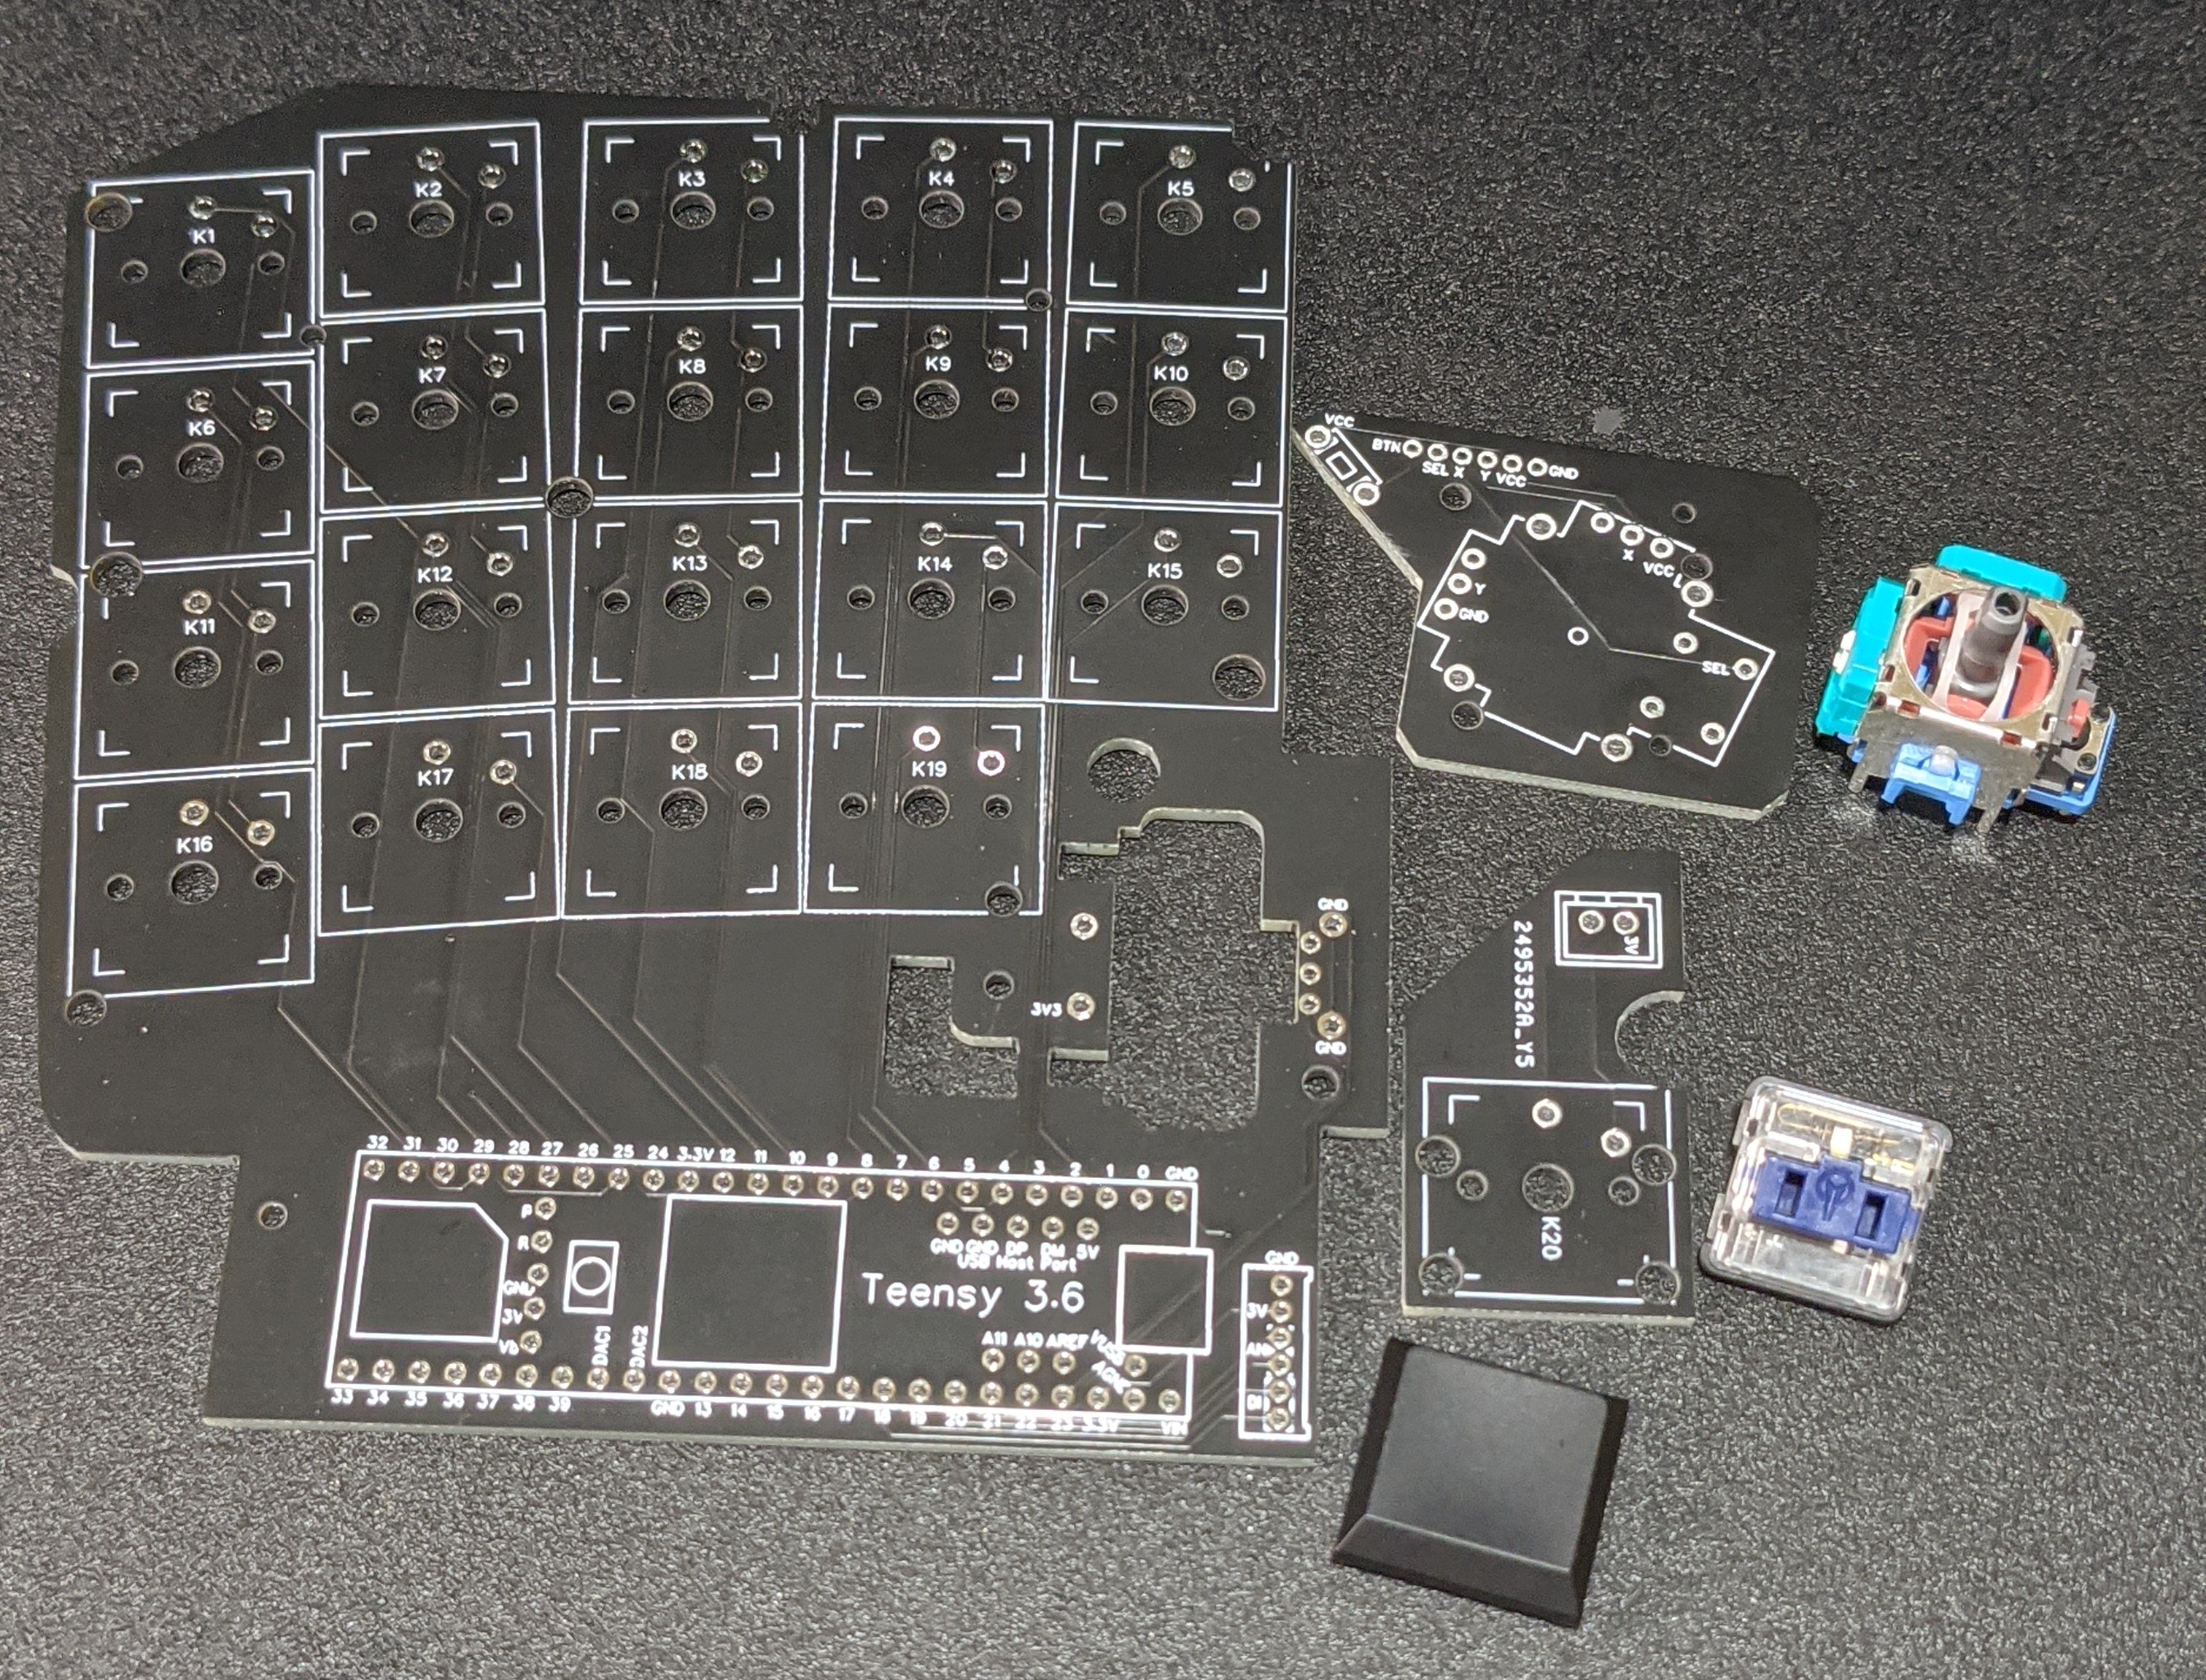 K1
K2
K3
K4
K5
K6
K7
K8
K9
K10
K11
K12
K13
K14
K15
K16
K17
K18
K19
3V3
GND
GND
32 31 30 29 28 27 26 25 24 3.3V 12 11 10 9 8 7 6 5 4 3 2 1 0 GND
P
R
GND
3V
Vb
DAC1
DAC2
GND GND DP DM 5V
USB Host Port
Teensy 3.6
A11 A10 AREF
33 34 35 36 37 38 39 GND 13 14 15 16 17 18 19 20 21 22 23 3.3V VIN
GND
3V
DI
VCC
BTN
SEL X Y VCC
GND
X
VCC
L
Y
GND
SEL
3V
2495352A_Y5
K20